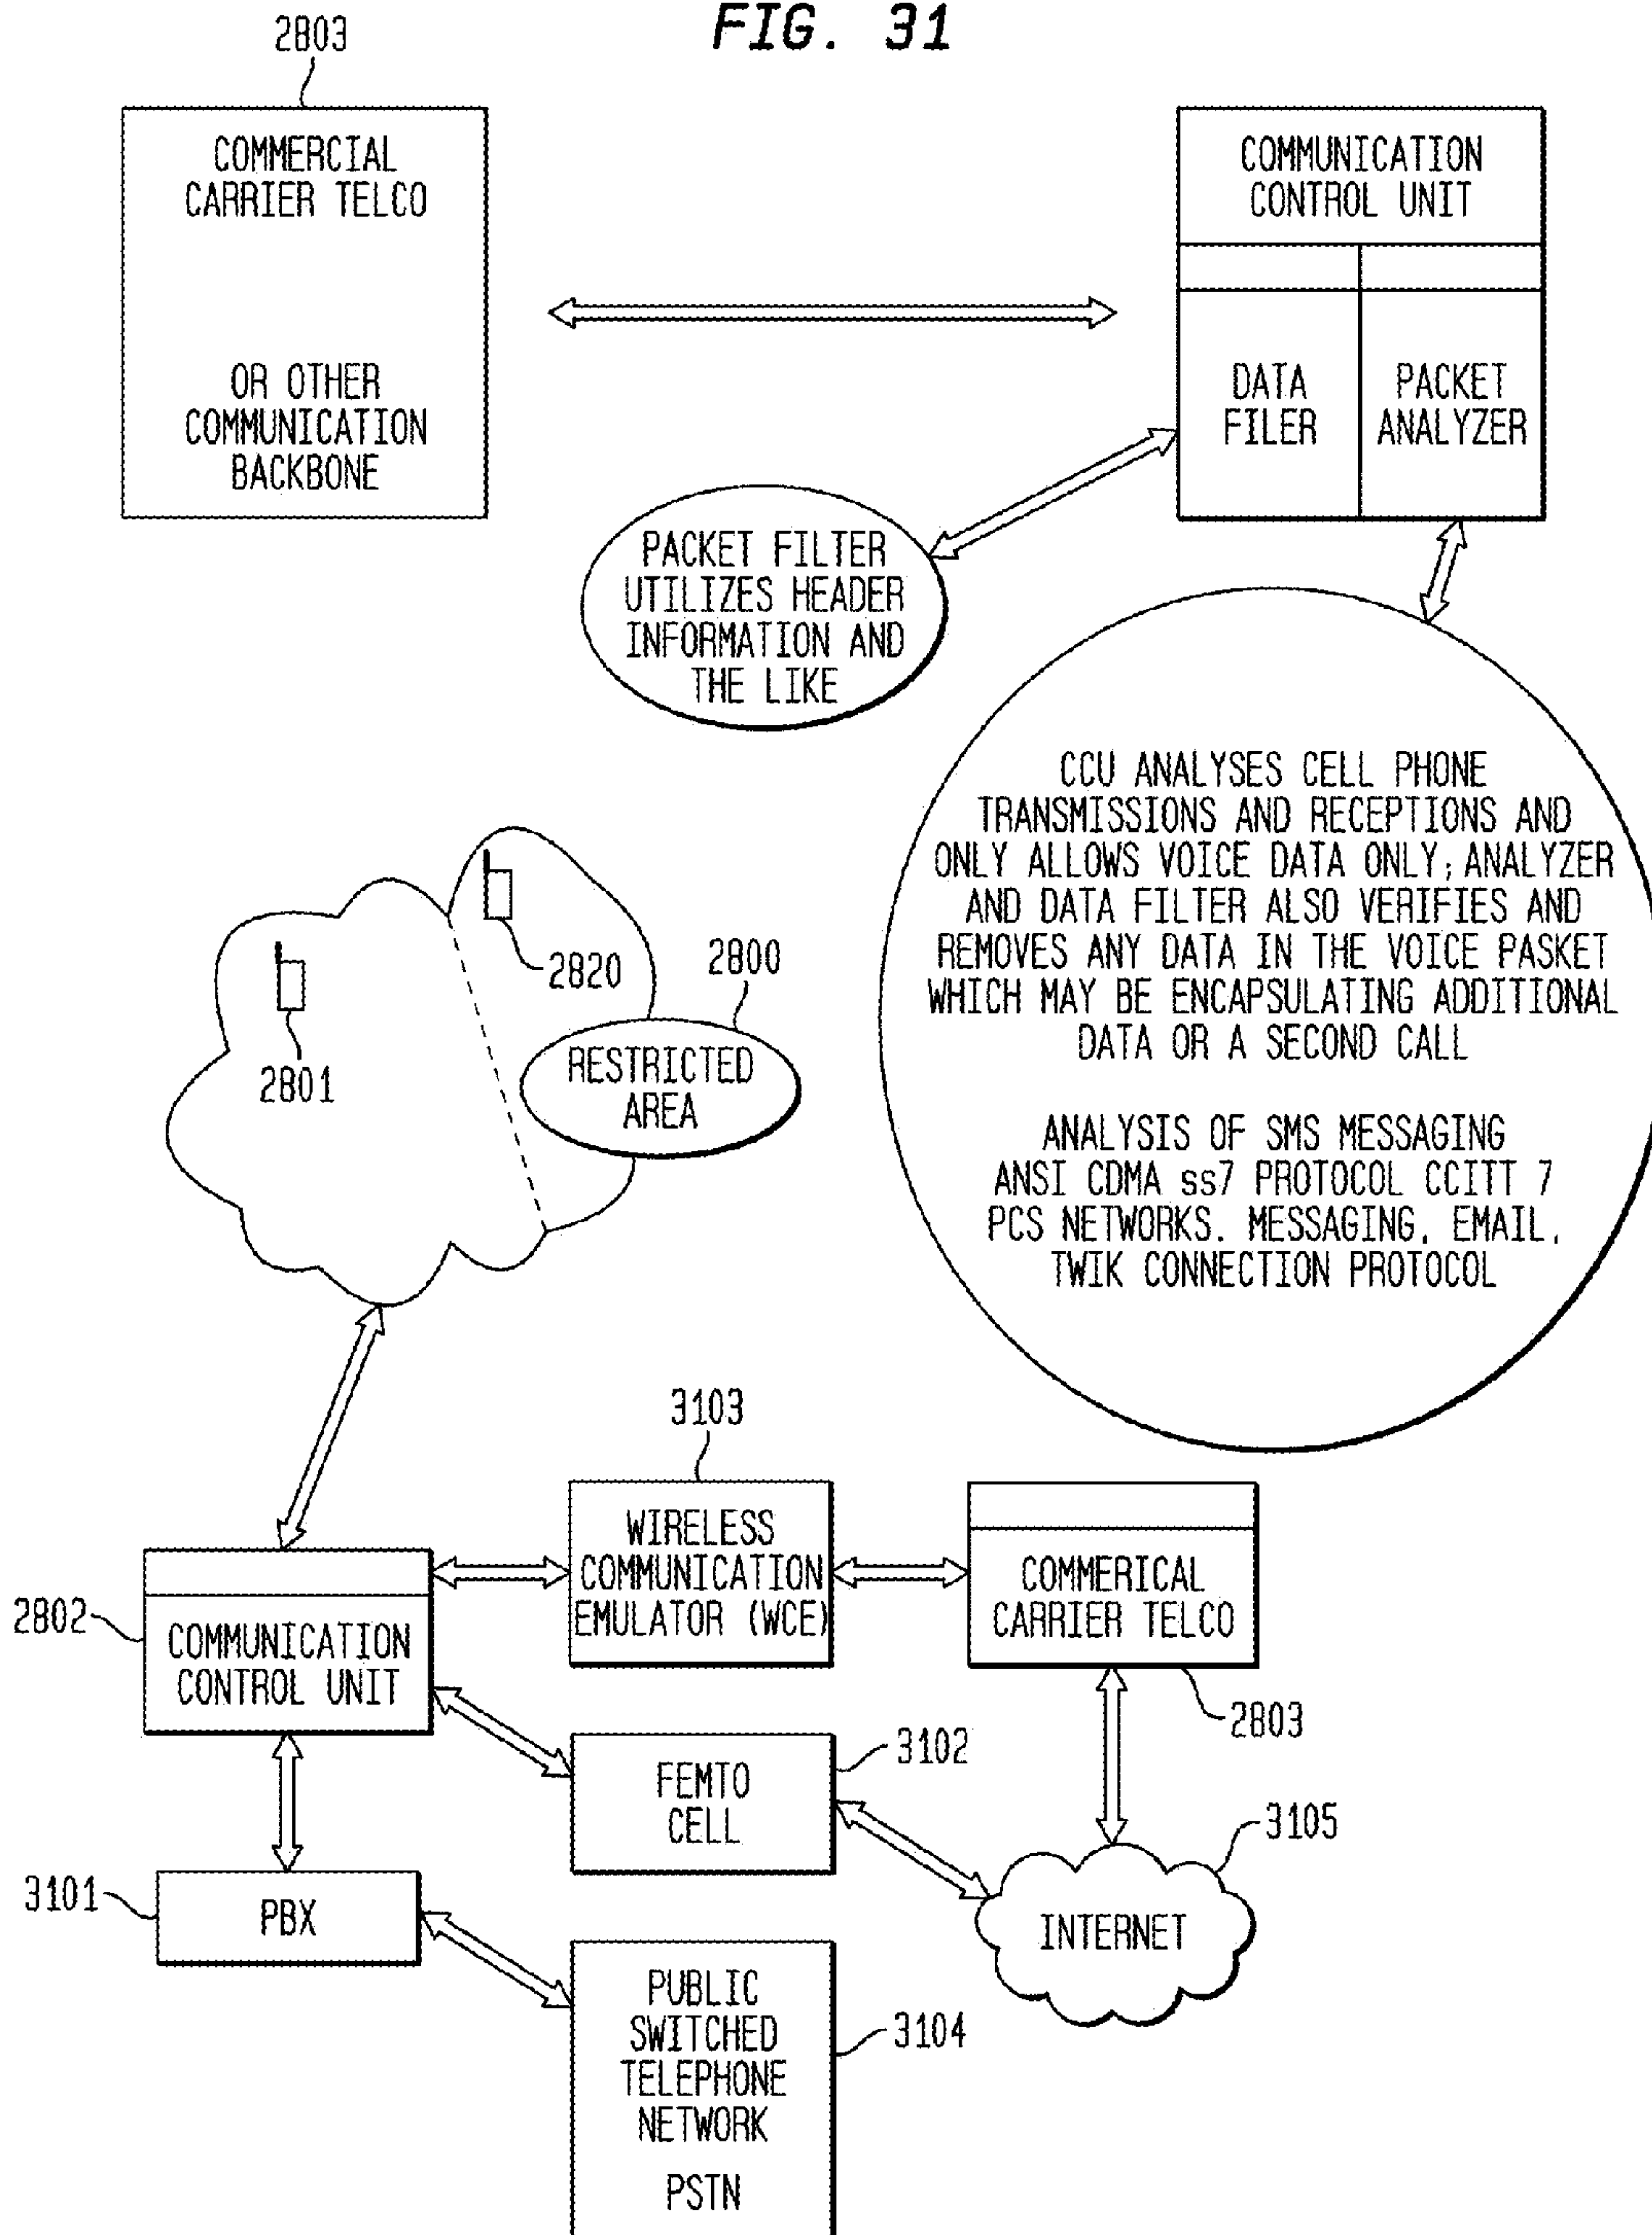 FIG. 31
2803
COMMERCIAL
CARRIER TELCO
OR OTHER
COMMUNICATION
BACKBONE
COMMUNICATION
CONTROL UNIT
DATA
FILER
PACKET
ANALYZER
PACKET FILTER
UTILIZES HEADER
INFORMATION AND
THE LIKE
CCU ANALYSES CELL PHONE
TRANSMISSIONS AND RECEPTIONS AND
ONLY ALLOWS VOICE DATA ONLY; ANALYZER
AND DATA FILTER ALSO VERIFIES AND
REMOVES ANY DATA IN THE VOICE PASKET
WHICH MAY BE ENCAPSULATING ADDITIONAL
DATA OR A SECOND CALL
ANALYSIS OF SMS MESSAGING
ANSI CDMA ss7 PROTOCOL CCITT 7
PCS NETWORKS. MESSAGING, EMAIL,
TWIK CONNECTION PROTOCOL
2801
2820
2800
RESTRICTED
AREA
3103
WIRELESS
COMMUNICATION
EMULATOR (WCE)
COMMERICAL
CARRIER TELCO
2803
2802
COMMUNICATION
CONTROL UNIT
3102
FEMTO
CELL
3105
INTERNET
3101
PBX
PUBLIC
SWITCHED
TELEPHONE
NETWORK
PSTN
3104